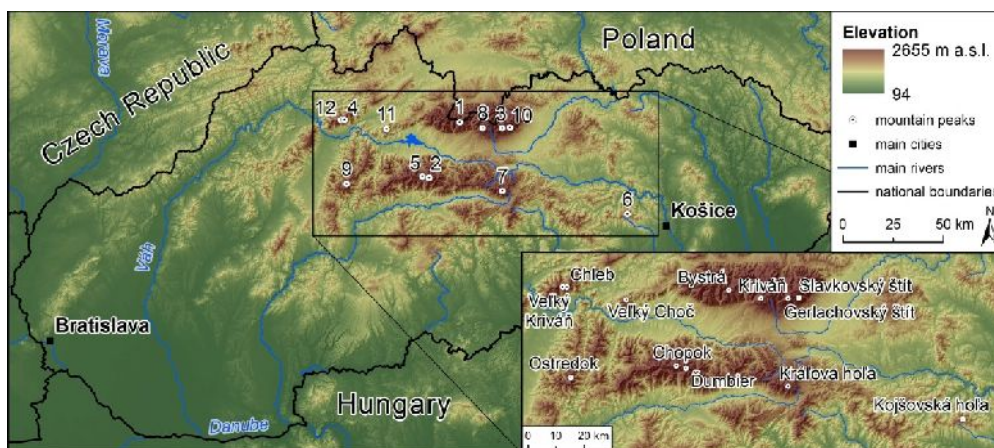 Czech Republic
Morava
Poland
Váh
12 4 11 1 8 3 10
9 5 2 7 6
Košice
Bratislava
Danube
Hungary
Elevation
2655 m a.s.l.
94
mountain peaks
main cities
main rivers
national boundaries
N
0 25 50 km
Chleb
Veľký
Kriváň
Veľký Choč
Bystrá
Kriváň
Slavkovský štít
Gerlachovský štít
Ostredok
Chopok
Ďumbier
Kráľova hoľa
Kojšovská hoľa
0 10 20 km